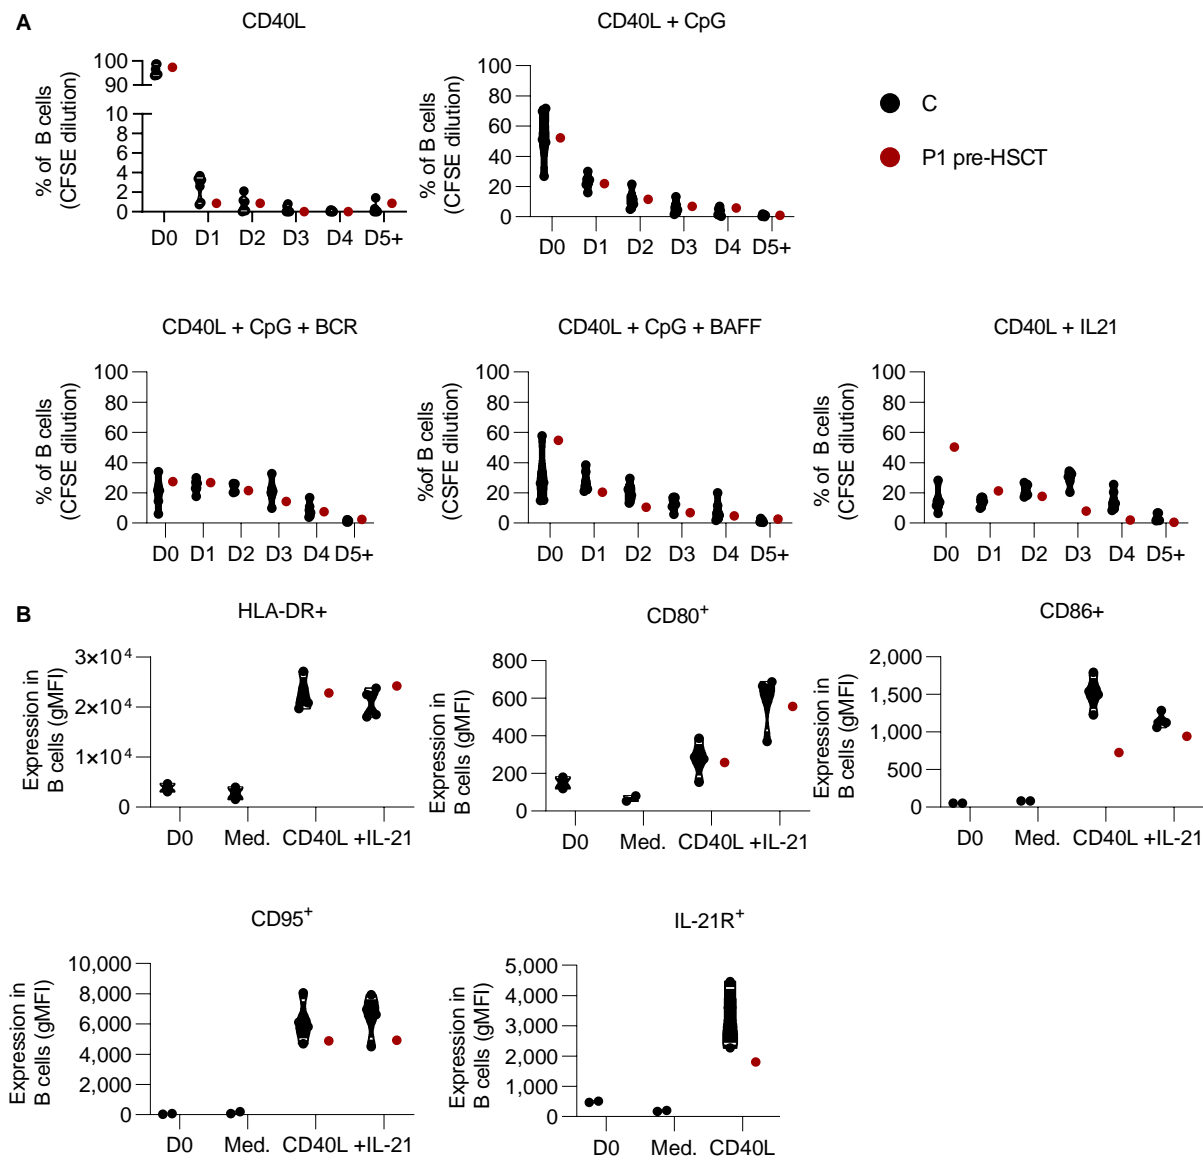 A
CD40L
CD40L + CpG
C
P1 pre-HSCT
% of B cells
(CFSE dilution)
100
90
10
8
6
4
2
0
D0 D1 D2 D3 D4 D5+
% of B cells
(CFSE dilution)
100
80
60
40
20
0
D0 D1 D2 D3 D4 D5+
CD40L + CpG + BCR
CD40L + CpG + BAFF
CD40L + IL21
% of B cells
(CFSE dilution)
100
80
60
40
20
0
D0 D1 D2 D3 D4 D5+
%of B cells
(CSFE dilution)
100
80
60
40
20
0
D0 D1 D2 D3 D4 D5+
% of B cells
(CFSE dilution)
100
80
60
40
20
0
D0 D1 D2 D3 D4 D5+
B
HLA-DR+
CD80⁺
CD86+
Expression in
B cells (gMFI)
3×10⁴
2×10⁴
1×10⁴
0
D0 Med. CD40L +IL-21
Expression in
B cells (gMFI)
800
600
400
200
0
D0 Med. CD40L +IL-21
Expression in
B cells (gMFI)
2,000
1,500
1,000
500
0
D0 Med. CD40L +IL-21
CD95⁺
IL-21R⁺
Expression in
B cells (gMFI)
10,000
8,000
6,000
4,000
2,000
0
D0 Med. CD40L +IL-21
Expression in
B cells (gMFI)
5,000
4,000
3,000
2,000
1,000
0
D0 Med. CD40L